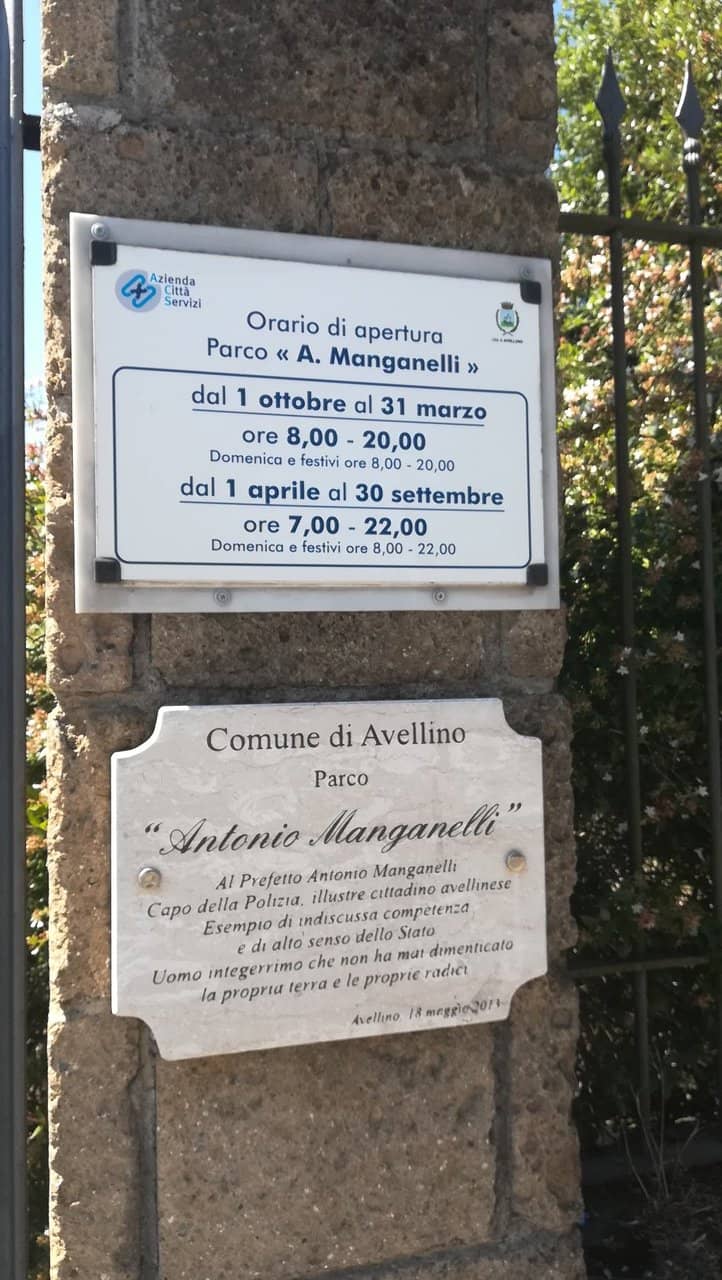 Azienda
Città
Servizi
Orario di apertura
Parco « A. Manganelli »
dal 1 ottobre al 31 marzo
ore 8,00 - 20,00
Domenica e festivi ore 8,00 - 20,00
dal 1 aprile al 30 settembre
ore 7,00 - 22,00
Domenica e festivi ore 8,00 - 22,00
Comune di Avellino
Parco
“Antonio Manganelli”
Al Prefetto Antonio Manganelli
Capo della Polizia, illustre cittadino avellinese
Esempio di indiscussa competenza
e di alto senso dello Stato
Uomo integerrimo che non ha mai dimenticato
la propria terra e le proprie radici
Avellino, 18 maggio 2013